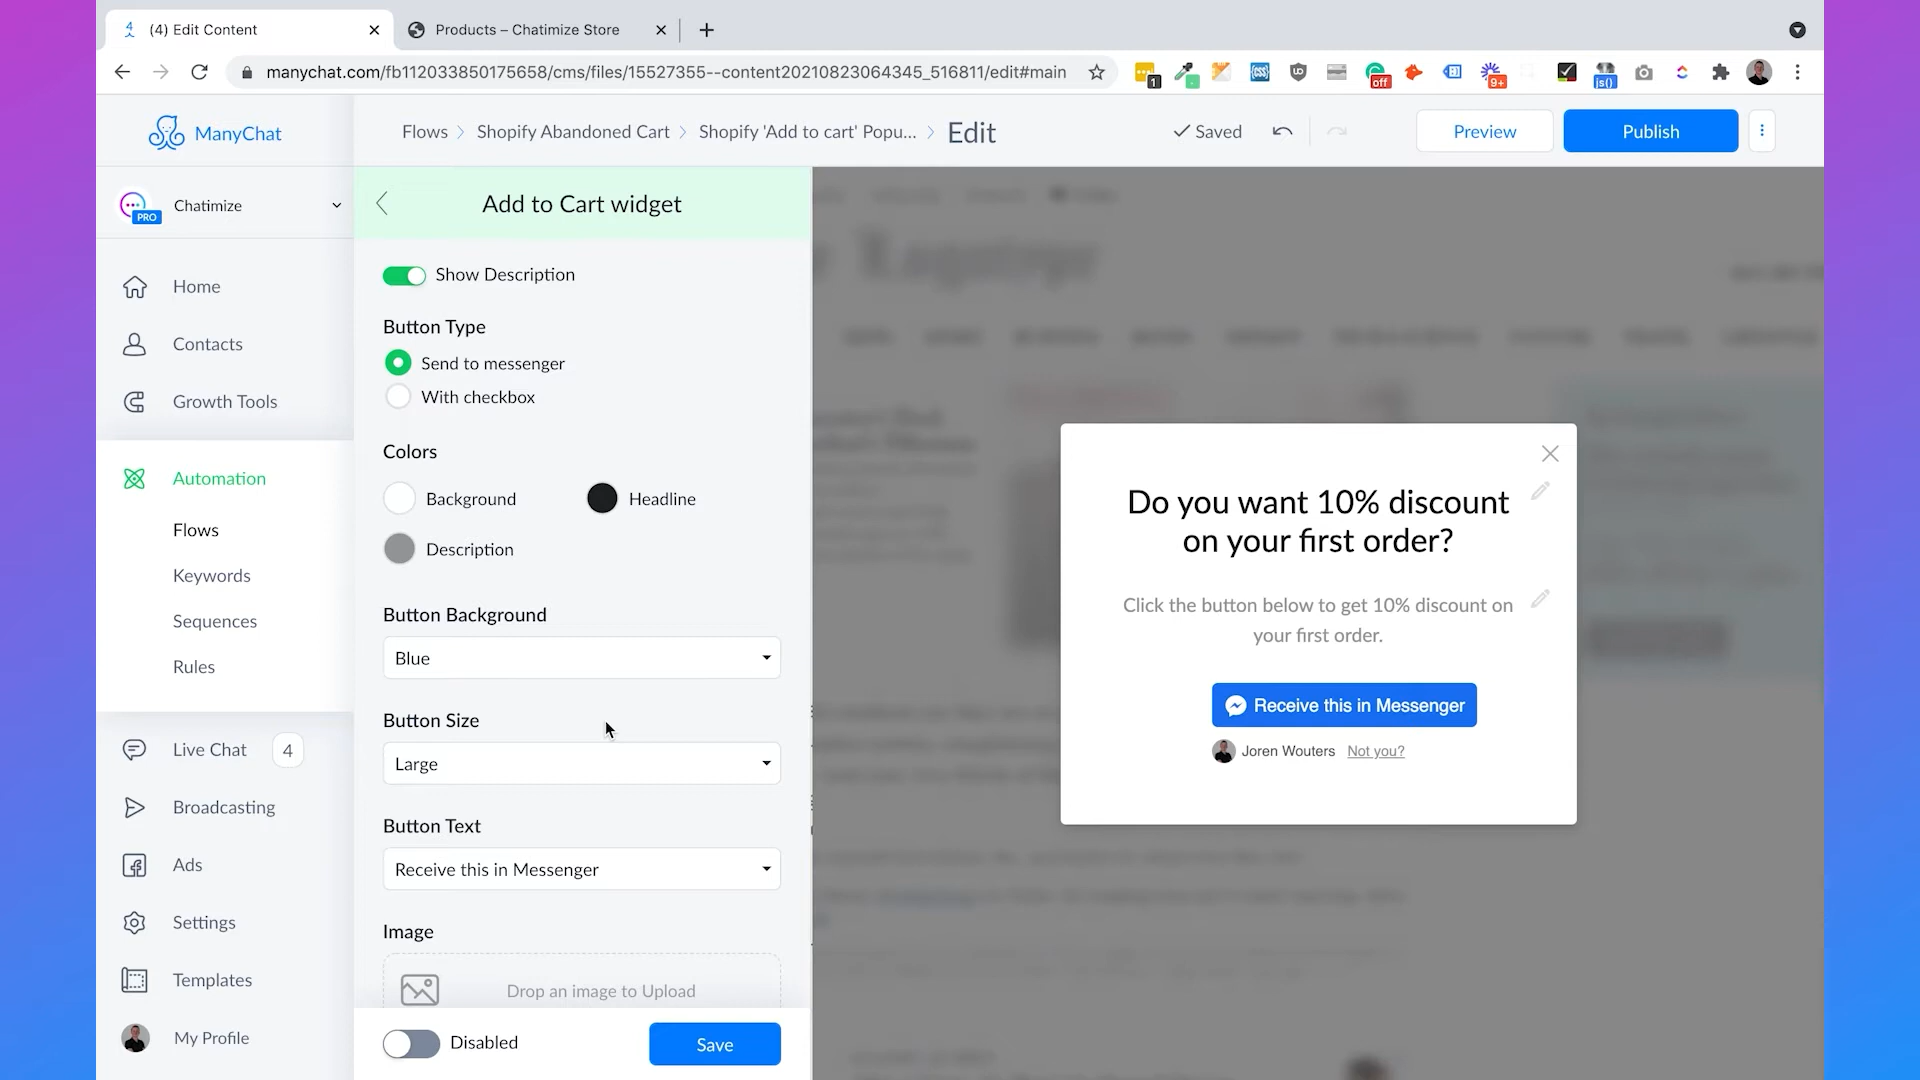 (4) Edit Content
Products – Chatimize Store
manychat.com/fb112033850175658/cms/files/15527355--content20210823064345_516811/edit#main
1
off
9+
js()
ManyChat
Flows > Shopify Abandoned Cart > Shopify 'Add to cart' Popu... > Edit
Saved
Preview
Publish
PRO
Chatimize
Home
Contacts
Growth Tools
Automation
Flows
Keywords
Sequences
Rules
Live Chat 4
Broadcasting
Ads
Settings
Templates
My Profile
Add to Cart widget
Show Description
Button Type
Send to messenger
With checkbox
Colors
Background
Headline
Description
Button Background
Blue
Button Size
Large
Button Text
Receive this in Messenger
Image
Drop an image to Upload
Disabled
Save
Do you want 10% discount
on your first order?
Click the button below to get 10% discount on
your first order.
Receive this in Messenger
Joren Wouters Not you?